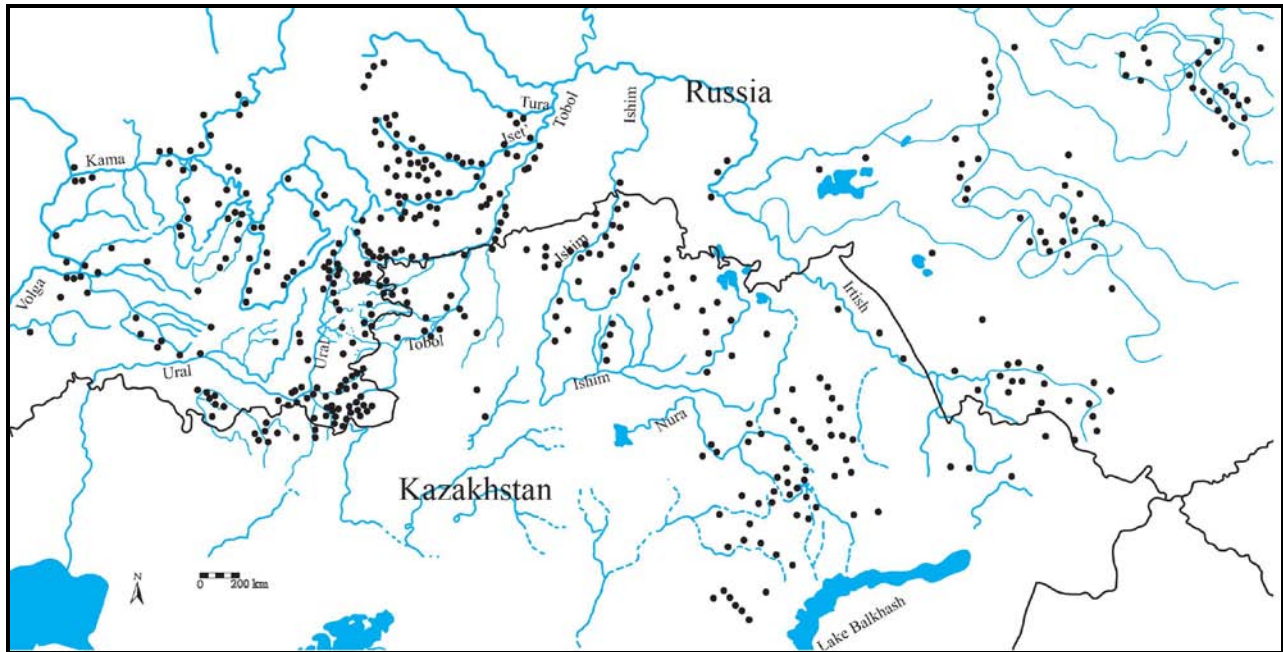 Russia
Tura
Tobol
Ishim
Iset'
Kama
Ishim
Volga
Irtish
Ural
Tobol
Ural
Ishim
Nura
Kazakhstan
N
0 200 km
Lake Balkhash